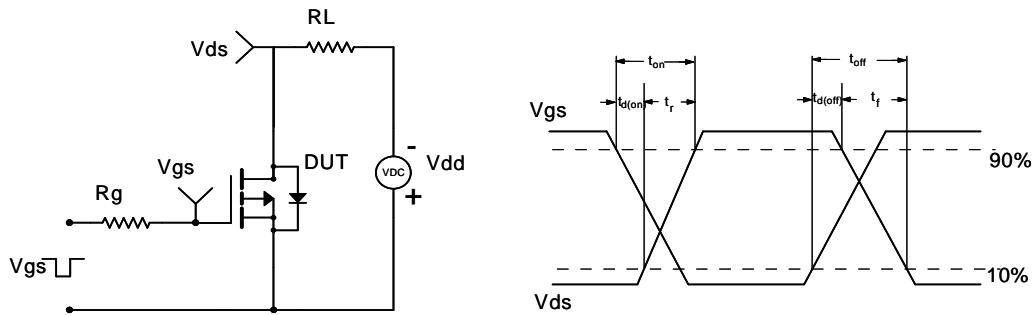 RL
Vds
Vgs
DUT
-
VDC
Vdd
+
Rg
Vgs
ton
toff
td(on)
tr
td(off)
tf
Vgs
90%
10%
Vds